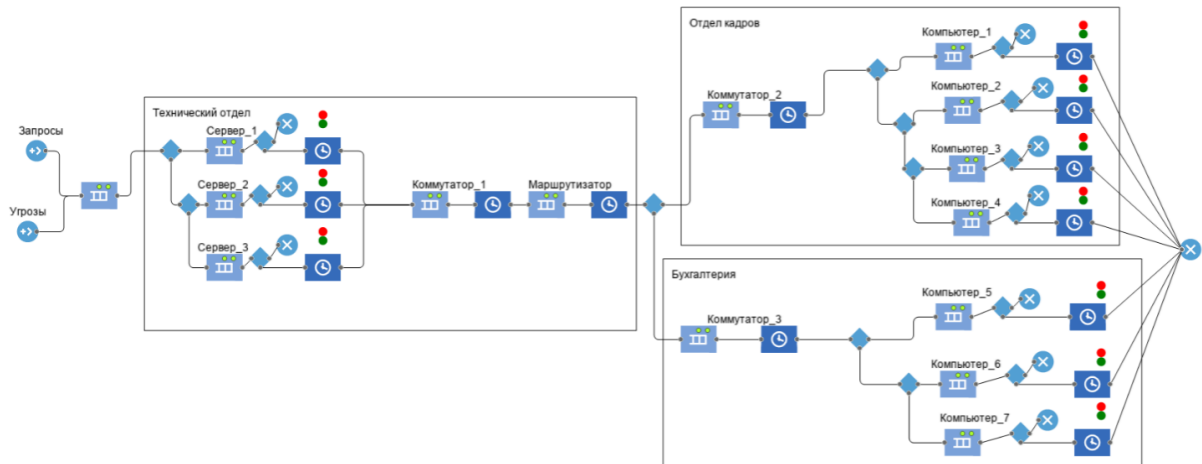 Запросы
Угрозы
Технический отдел
Сервер_1
Сервер_2
Сервер_3
Коммутатор_1
Маршрутизатор
Отдел кадров
Коммутатор_2
Компьютер_1
Компьютер_2
Компьютер_3
Компьютер_4
Бухгалтерия
Коммутатор_3
Компьютер_5
Компьютер_6
Компьютер_7